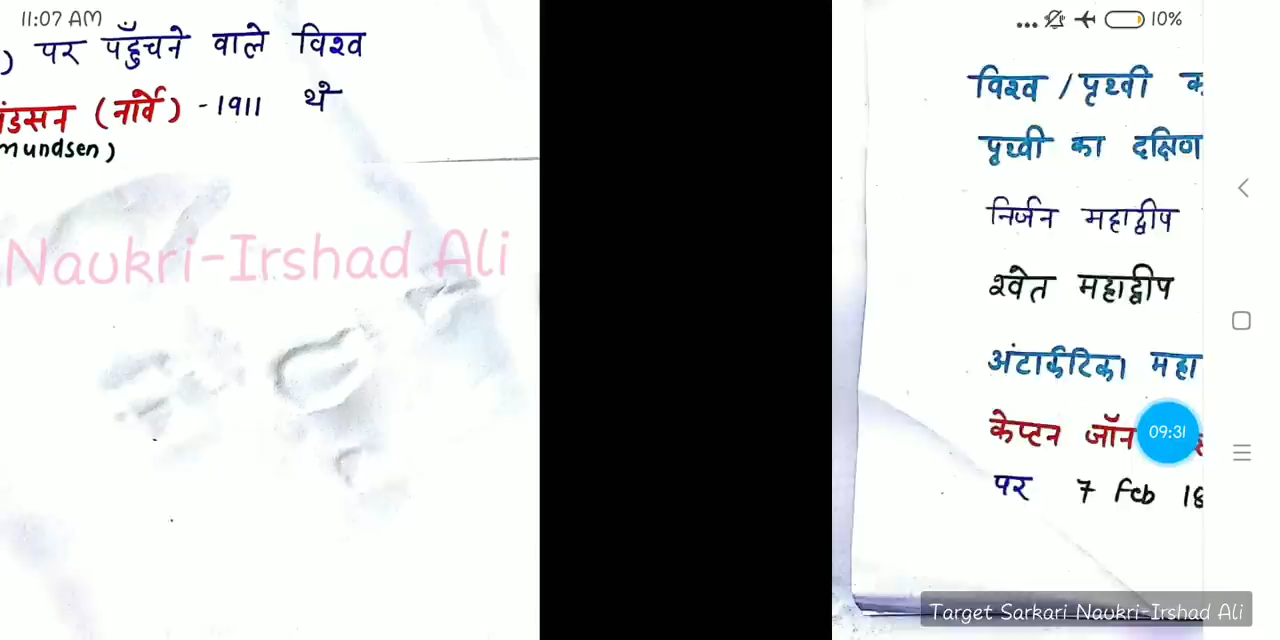 11:07 AM
) पर पहुँचने वाले विश्व
ंडसन (नार्वे) - 1911 थे
mundsen)
Naukri-Irshad Ali
... 10%
विश्व / पृथ्वी क
पृथ्वी का दक्षिण
निर्जन महाद्वीप
श्वेत महाद्वीप
अंटार्कटिका महा
केप्टन जॉन
09:31
पर 7 Feb 18
Target Sarkari Naukri-Irshad Ali